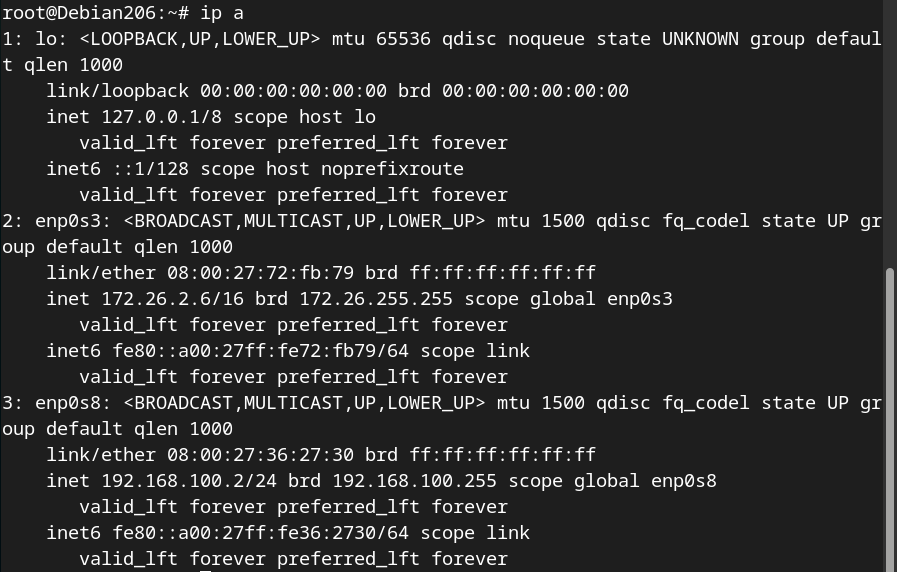 root@Debian206:~# ip a
1: lo: <LOOPBACK,UP,LOWER_UP> mtu 65536 qdisc noqueue state UNKNOWN group defaul
t qlen 1000
    link/loopback 00:00:00:00:00:00 brd 00:00:00:00:00:00
    inet 127.0.0.1/8 scope host lo
       valid_lft forever preferred_lft forever
    inet6 ::1/128 scope host noprefixroute
       valid_lft forever preferred_lft forever
2: enp0s3: <BROADCAST,MULTICAST,UP,LOWER_UP> mtu 1500 qdisc fq_codel state UP gr
oup default qlen 1000
    link/ether 08:00:27:72:fb:79 brd ff:ff:ff:ff:ff:ff
    inet 172.26.2.6/16 brd 172.26.255.255 scope global enp0s3
       valid_lft forever preferred_lft forever
    inet6 fe80::a00:27ff:fe72:fb79/64 scope link
       valid_lft forever preferred_lft forever
3: enp0s8: <BROADCAST,MULTICAST,UP,LOWER_UP> mtu 1500 qdisc fq_codel state UP gr
oup default qlen 1000
    link/ether 08:00:27:36:27:30 brd ff:ff:ff:ff:ff:ff
    inet 192.168.100.2/24 brd 192.168.100.255 scope global enp0s8
       valid_lft forever preferred_lft forever
    inet6 fe80::a00:27ff:fe36:2730/64 scope link
       valid_lft forever preferred_lft forever